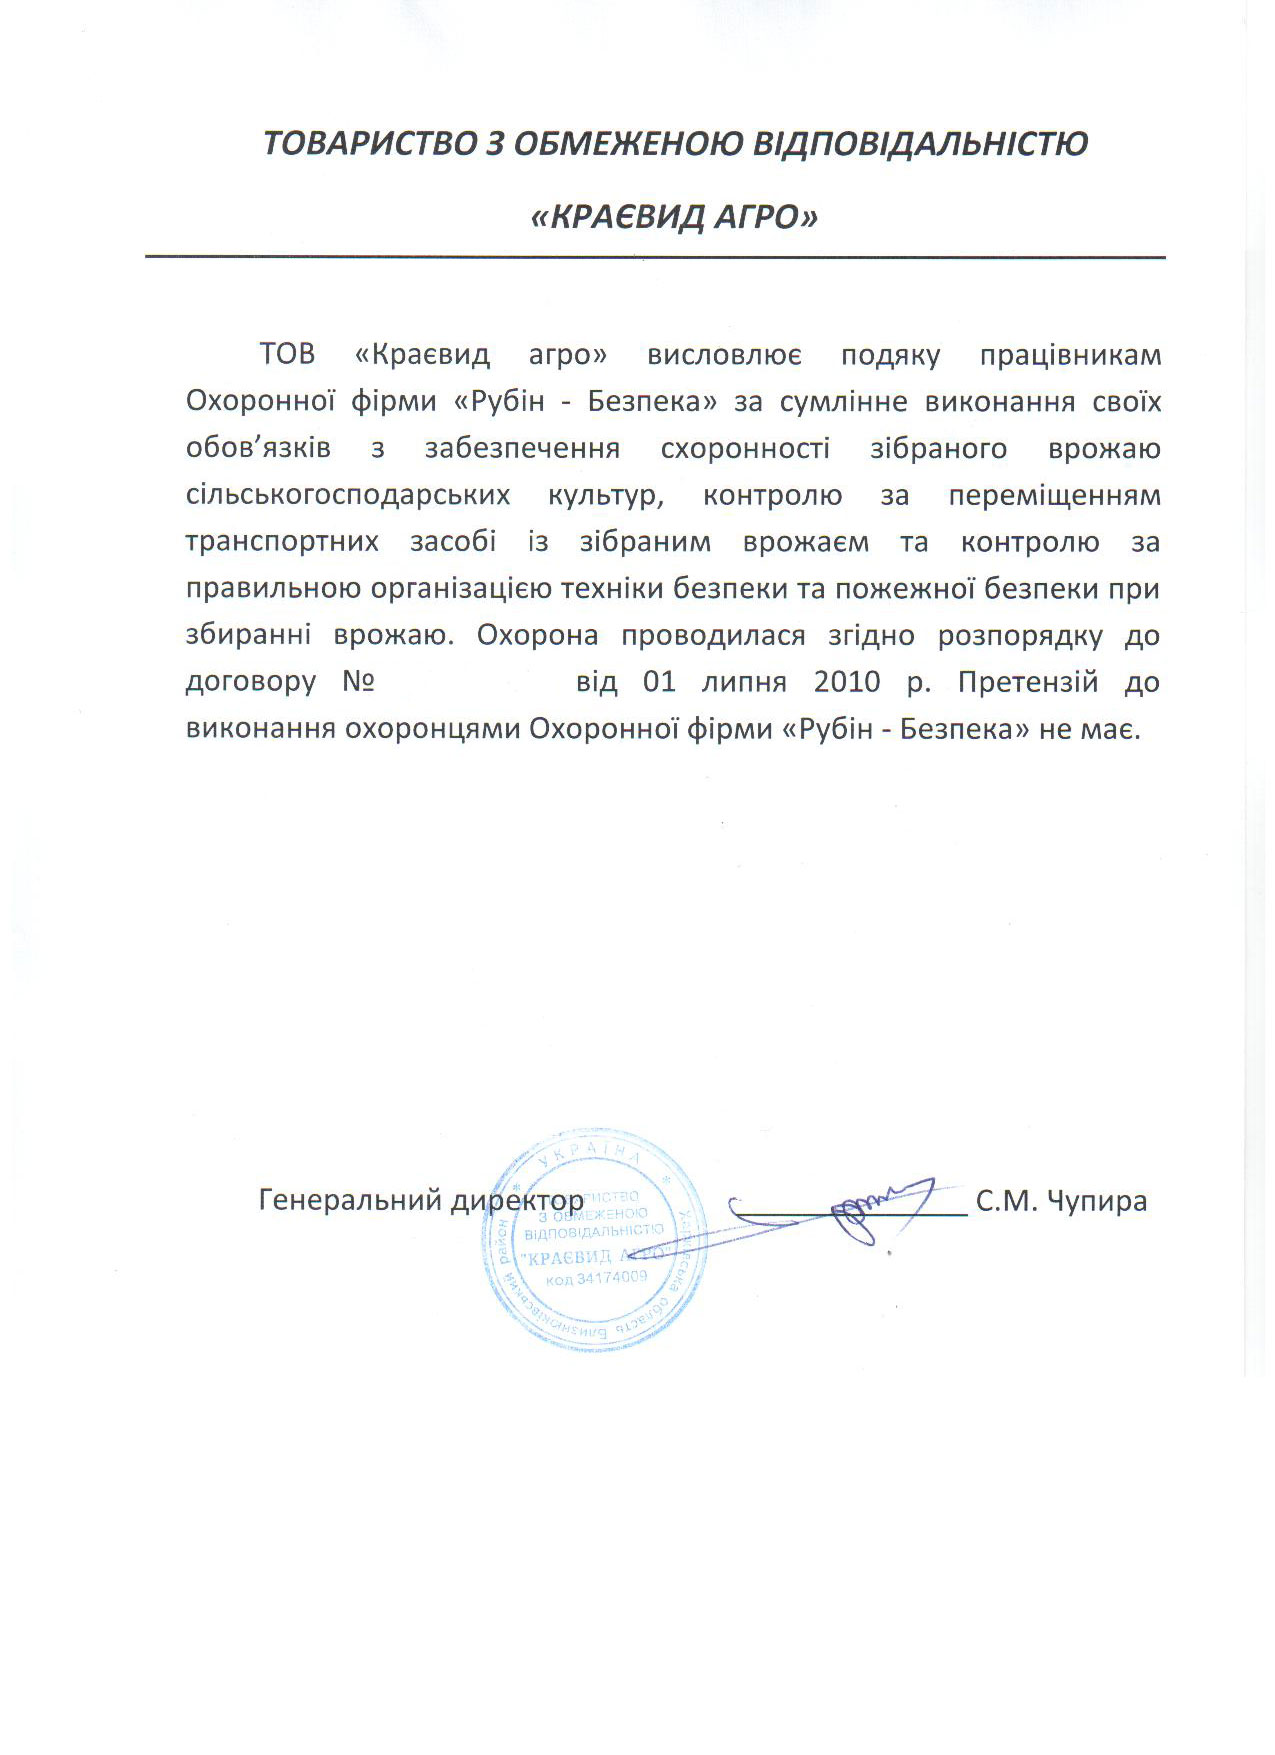 ТОВАРИСТВО З ОБМЕЖЕНОЮ ВІДПОВІДАЛЬНІСТЮ
«КРАЄВИД АГРО»
ТОВ «Краєвид агро» висловлює подяку працівникам
Охоронної фірми «Рубін - Безпека» за сумлінне виконання своїх
обов’язків з забезпечення схоронності зібраного врожаю
сільськогосподарських культур, контролю за переміщенням
транспортних засобі із зібраним врожаєм та контролю за
правильною організацією техніки безпеки та пожежної безпеки при
збиранні врожаю. Охорона проводилася згідно розпорядку до
договору № від 01 липня 2010 р. Претензій до
виконання охоронцями Охоронної фірми «Рубін - Безпека» не має.
Генеральний директор С.М. Чупира
* УКРАЇНА *
область Близнюківський район
З ОБМЕЖЕНОЮ
ВІДПОВІДАЛЬНІСТЮ
"КРАЄВИД АГРО"
код 34174009